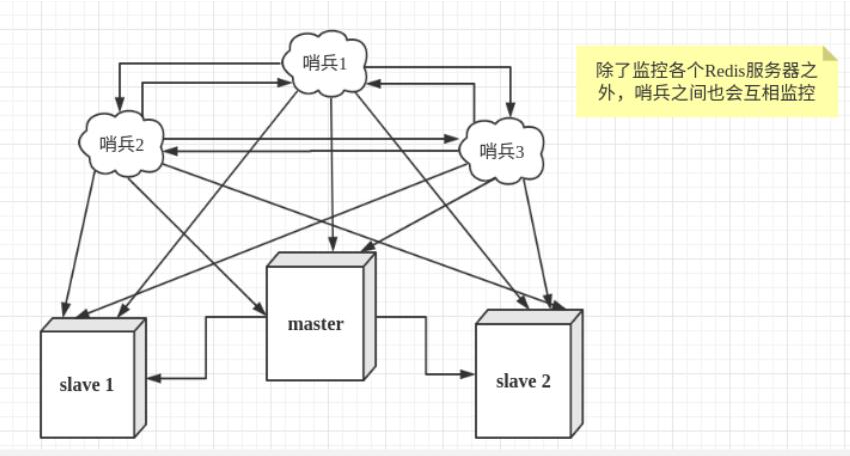 哨兵1
除了监控各个Redis服务器之
外，哨兵之间也会互相监控
哨兵2
哨兵3
master
slave 1
slave 2